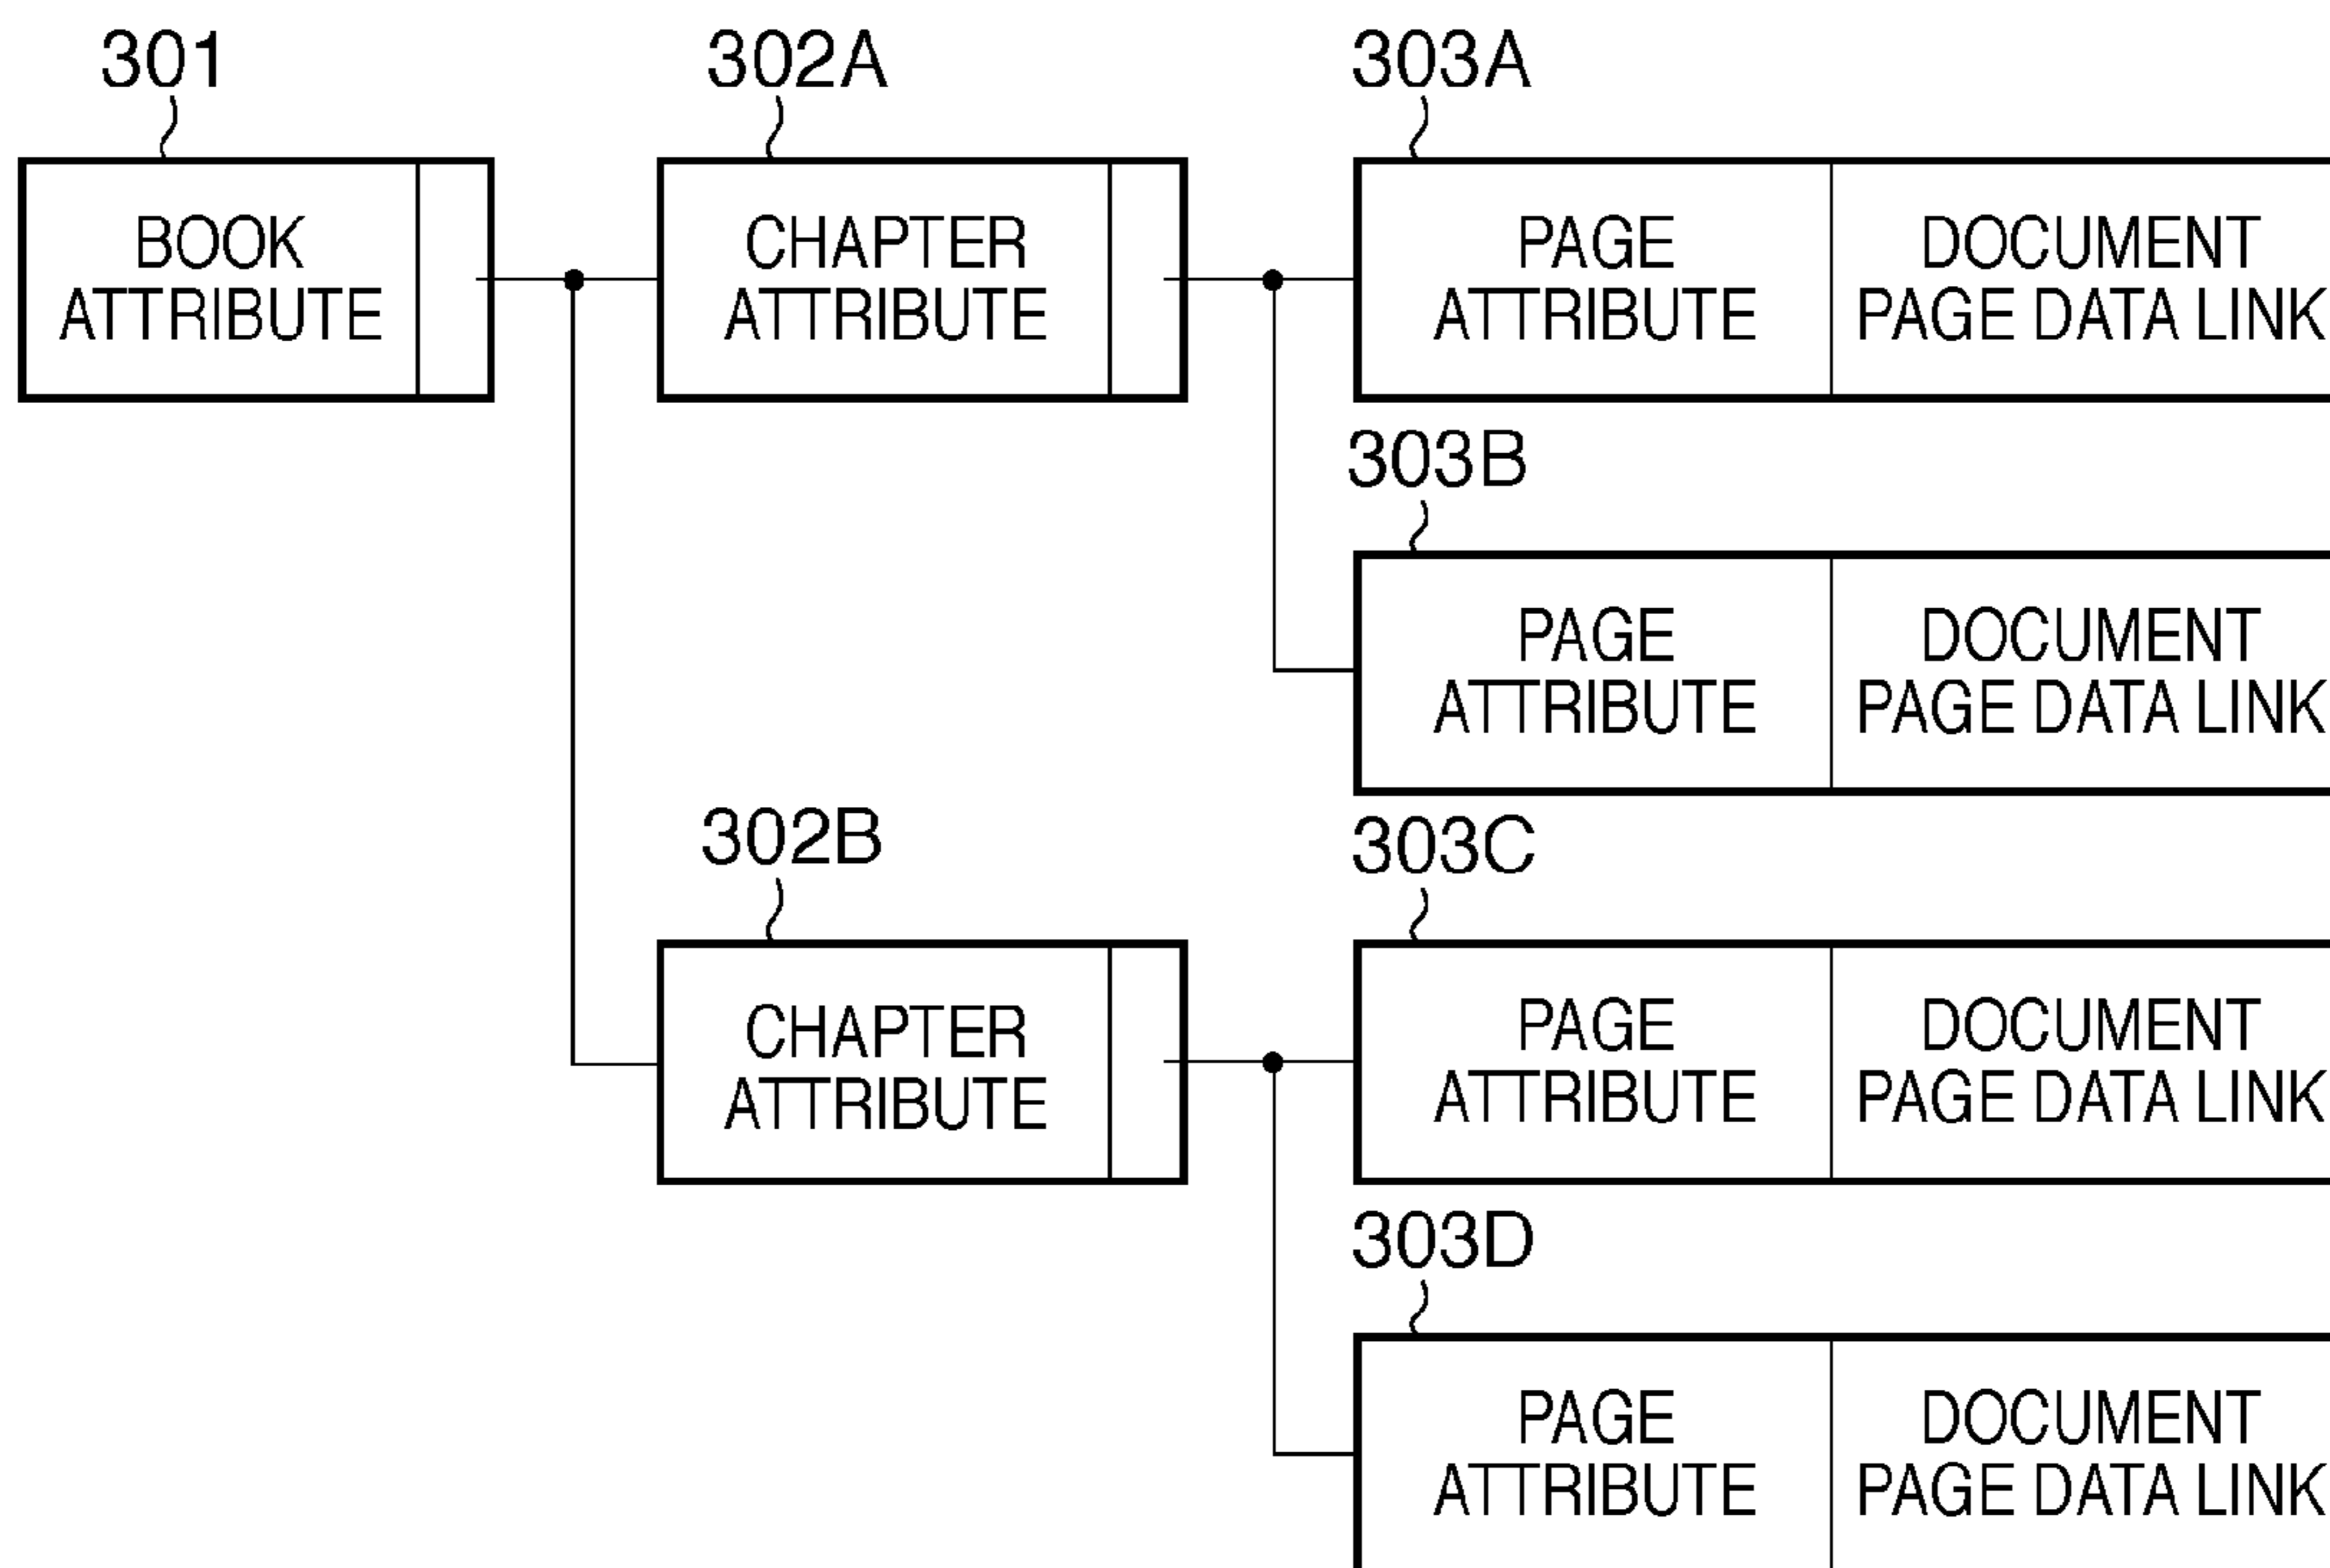 301
302A
303A
BOOK
ATTRIBUTE
CHAPTER
ATTRIBUTE
PAGE
ATTRIBUTE
DOCUMENT
PAGE DATA LINK
303B
PAGE
ATTRIBUTE
DOCUMENT
PAGE DATA LINK
302B
303C
CHAPTER
ATTRIBUTE
PAGE
ATTRIBUTE
DOCUMENT
PAGE DATA LINK
303D
PAGE
ATTRIBUTE
DOCUMENT
PAGE DATA LINK